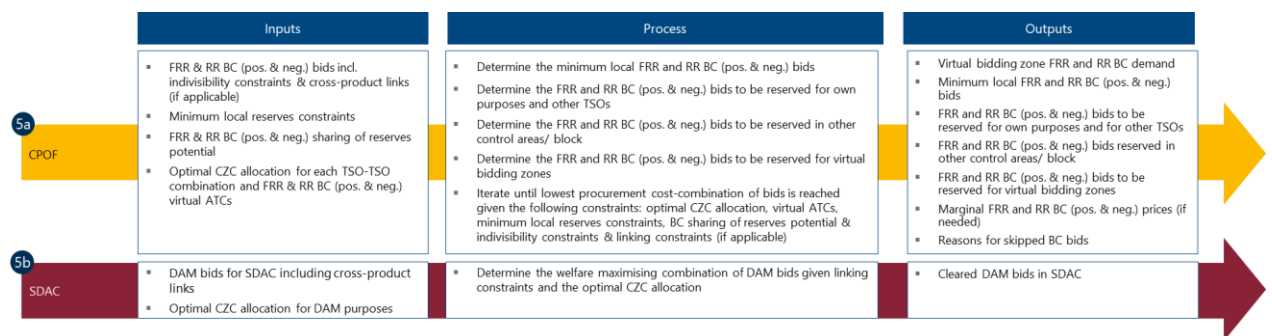 Inputs
Process
Outputs
5a
CPOF
▪ FRR & RR BC (pos. & neg.) bids incl.
indivisibility constraints & cross-product links
(if applicable)
▪ Minimum local reserves constraints
▪ FRR & RR BC (pos. & neg.) sharing of reserves
potential
▪ Optimal CZC allocation for each TSO-TSO
combination and FRR & RR BC (pos. & neg.)
virtual ATCs
▪ Determine the minimum local FRR and RR BC (pos. & neg.) bids
▪ Determine the FRR and RR BC (pos. & neg.) bids to be reserved for own
purposes and other TSOs
▪ Determine the FRR and RR BC (pos. & neg.) bids to be reserved in other
control areas/ block
▪ Determine the FRR and RR BC (pos. & neg.) bids to be reserved for virtual
bidding zones
▪ Iterate until lowest procurement cost-combination of bids is reached
given the following constraints: optimal CZC allocation, virtual ATCs,
minimum local reserves constraints, BC sharing of reserves potential &
indivisibility constraints & linking constraints (if applicable)
▪ Virtual bidding zone FRR and RR BC demand
▪ Minimum local FRR and RR BC (pos. & neg.)
bids
▪ FRR and RR BC (pos. & neg.) bids to be
reserved for own purposes and for other TSOs
▪ FRR and RR BC (pos. & neg.) bids reserved in
other control areas/ block
▪ FRR and RR BC (pos. & neg.) bids to be
reserved for virtual bidding zones
▪ Marginal FRR and RR BC (pos. & neg.) prices (if
needed)
▪ Reasons for skipped BC bids
5b
SDAC
▪ DAM bids for SDAC including cross-product
links
▪ Optimal CZC allocation for DAM purposes
▪ Determine the welfare maximising combination of DAM bids given linking
constraints and the optimal CZC allocation
▪ Cleared DAM bids in SDAC